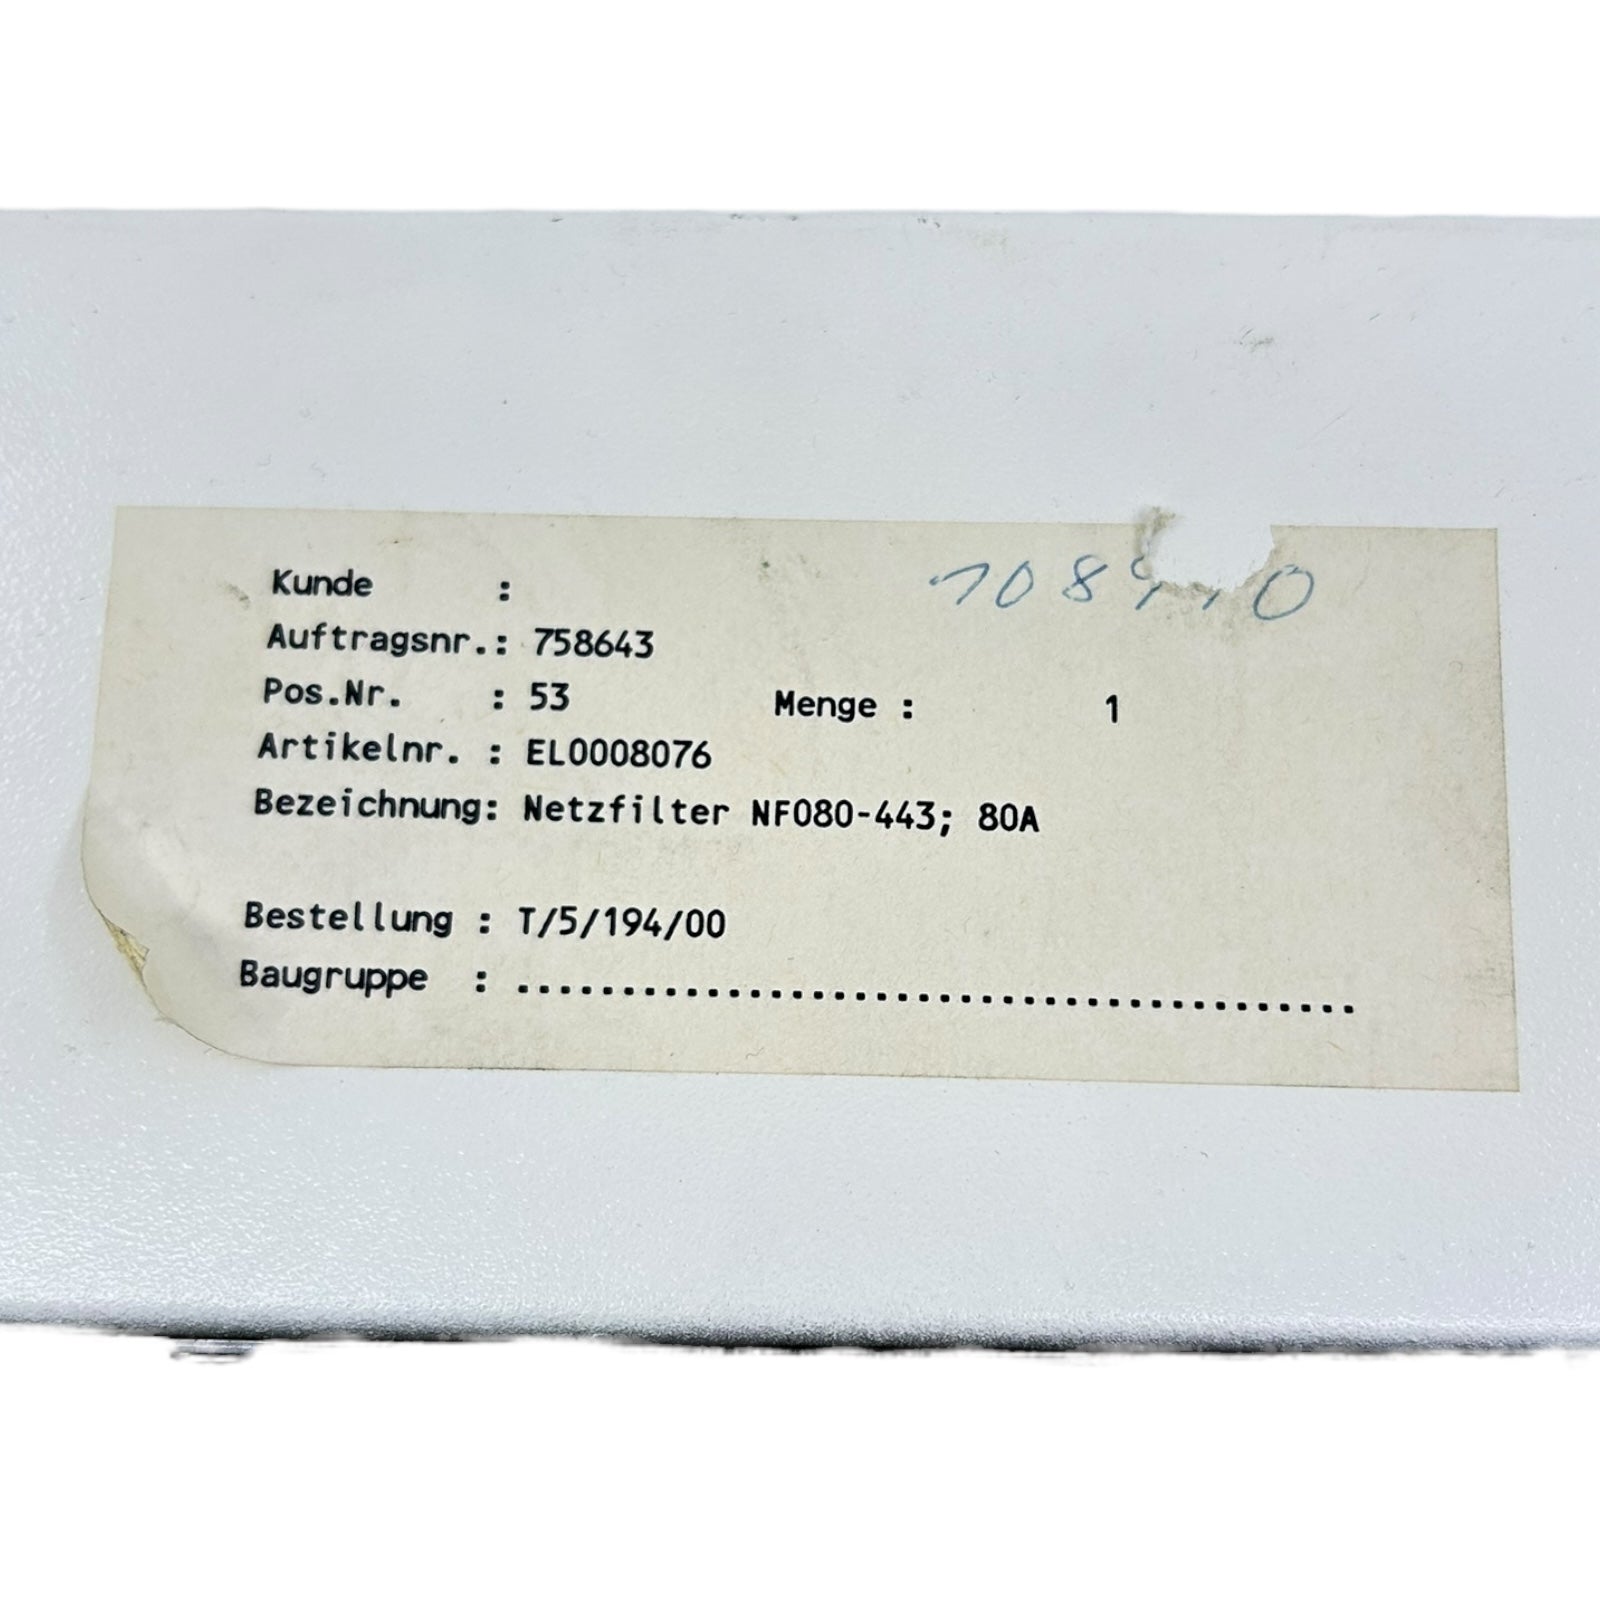 Kunde :
Auftragsnr.: 758643
Pos.Nr. : 53 Menge : 1
Artikelnr. : EL0008076
Bezeichnung: Netzfilter NF080-443; 80A
Bestellung : T/5/194/00
Baugruppe : ........................................